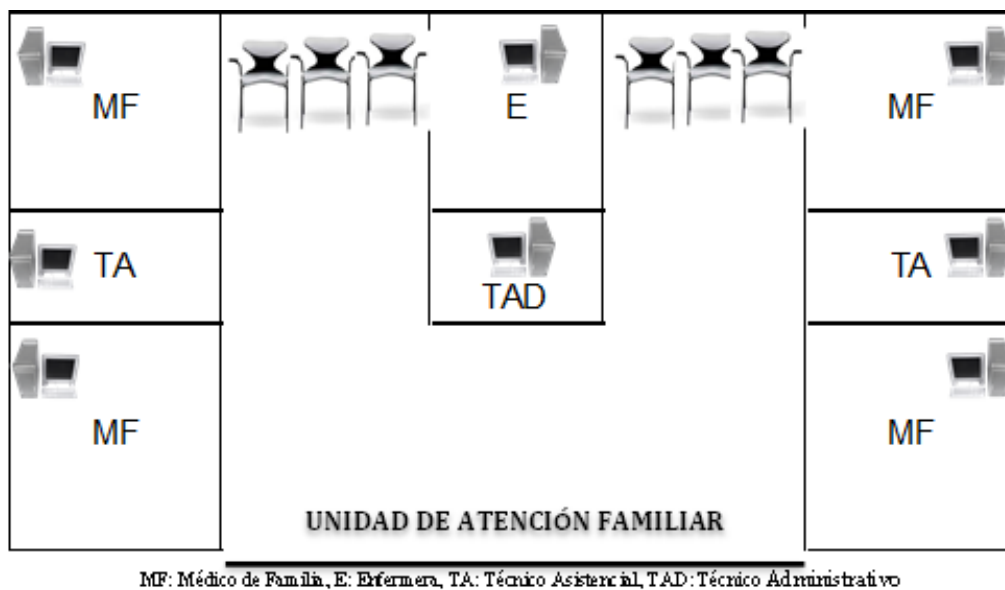 MF
E
MF
TA
TAD
TA
MF
MF
UNIDAD DE ATENCIÓN FAMILIAR
MF: Médico de Familia, E: Enfermera, TA: Técnico Asistencial, TAD: Técnico Administrativo